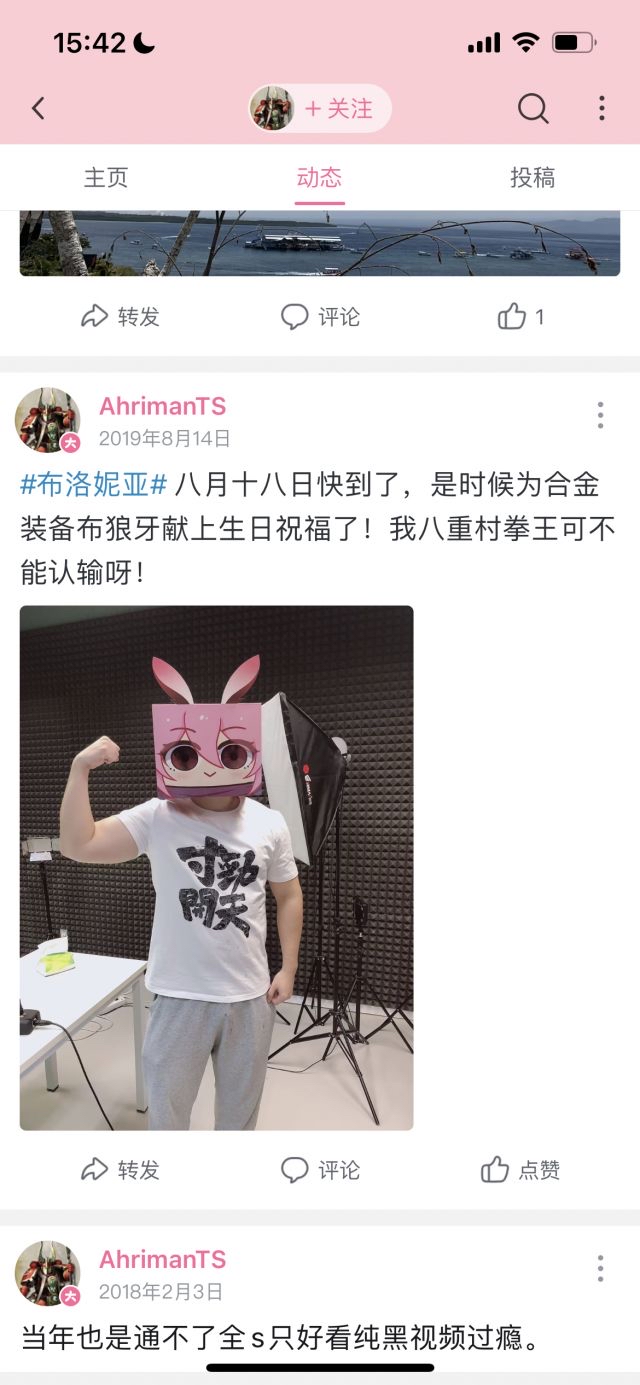 15:42
+ 关注
主页
动态
投稿
转发
评论
1
AhrimanTS
2019年8月14日
#布洛妮亚# 八月十八日快到了，是时候为合金
装备布狼牙献上生日祝福了！我八重村拳王可不
能认输呀！
寸劲
開天
转发
评论
点赞
AhrimanTS
2018年2月3日
当年也是通不了全s只好看纯黑视频过瘾。